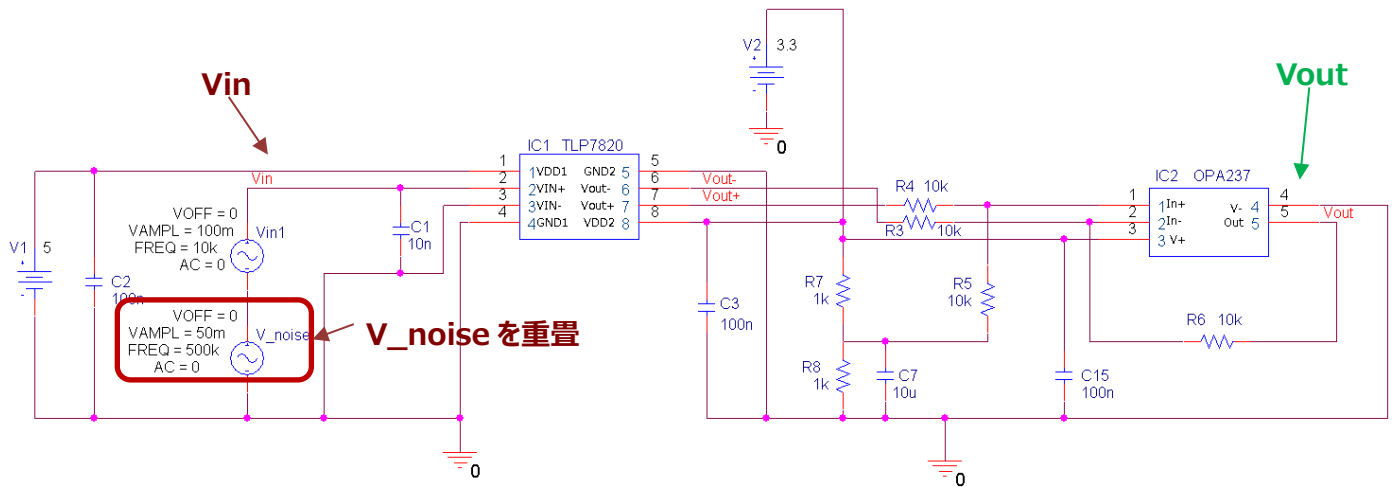 Vin
V2 3.3
0
Vout
IC1 TLP7820
1 VDD1 GND2 5
2 VIN+ Vout- 6
3 VIN- Vout+ 7
4 GND1 VDD2 8
1
2
3
4
5
6
7
8
Vin
Vout-
Vout+
R4 10k
R3 10k
IC2 OPA237
1 In+ V- 4
2 In- Out 5
3 V+
1
2
3
4
5
Vout
VOFF = 0
VAMPL = 100m
FREQ = 10k
AC = 0
Vin1
C1
10n
V1 5
C2
100n
VOFF = 0
VAMPL = 50m
FREQ = 500k
AC = 0
V_noise
V_noise を重畳
C3
100n
R7
1k
R5
10k
R6 10k
R8
1k
C7
10u
C15
100n
0
0